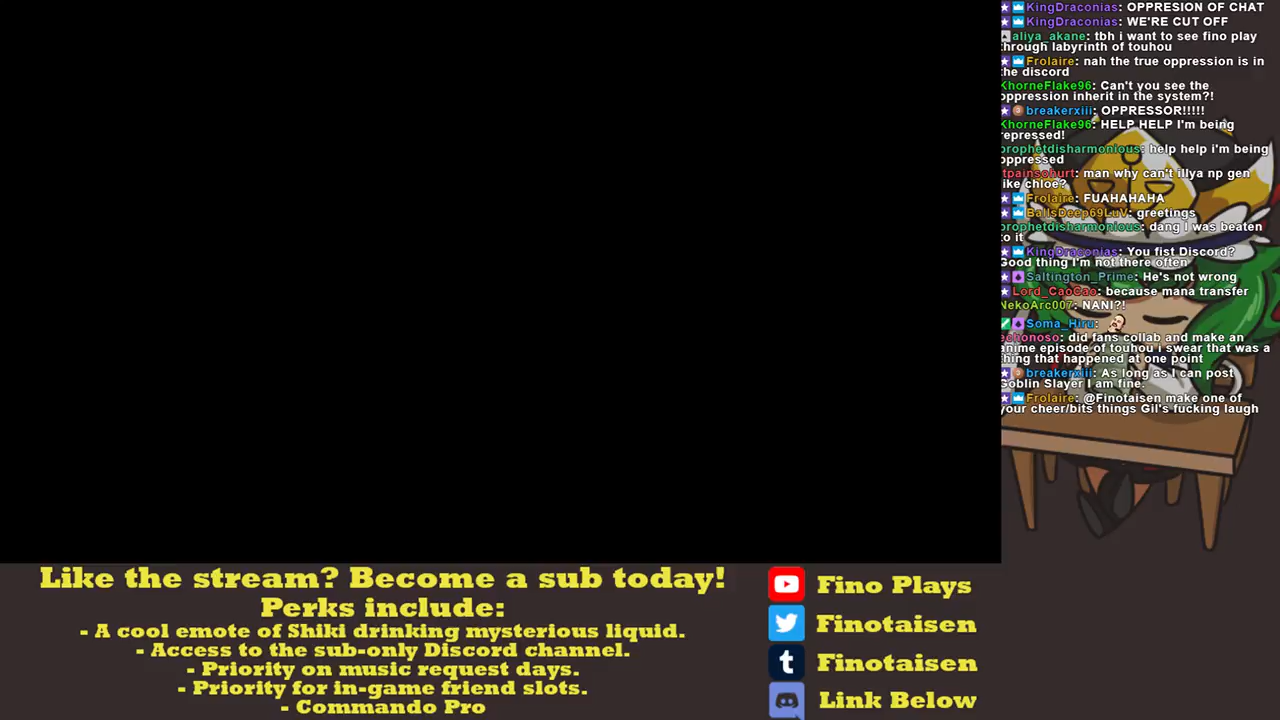 KingDraconias: OPPRESION OF CHAT
KingDraconias: WE'RE CUT OFF
aliya_akane: tbh i want to see fino play
through labyrinth of touhou
Frolaire: nah the true oppression is in
the discord
KhorneFlake96: Can't you see the
oppression inherit in the system?!
breakerxiii: OPPRESSOR!!!!!
KhorneFlake96: HELP HELP I'm being
repressed!
prophetdisharmonious: help help i'm being
oppressed
tpainsohurt: man why can't illya np gen
like chloe?
Frolaire: FUAHAHAHA
BallsDeep69LuV: greetings
prophetdisharmonious: dang I was beaten
to it
KingDraconias: You fist Discord?
Good thing I'm not there often
Saltington_Prime: He's not wrong
Lord_CaoCao: because mana transfer
NekoArc007: NANI?!
Soma_Hiru:
echonoso: did fans collab and make an
anime episode of touhou i swear that was a
thing that happened at one point
breakerxiii: As long as I can post
Goblin Slayer I am fine.
Frolaire: @Finotaisen make one of
your cheer/bits things Gil's fucking laugh
Like the stream? Become a sub today!
Perks include:
- A cool emote of Shiki drinking mysterious liquid.
- Access to the sub-only Discord channel.
- Priority on music request days.
- Priority for in-game friend slots.
- Commando Pro
Fino Plays
Finotaisen
t Finotaisen
Link Below